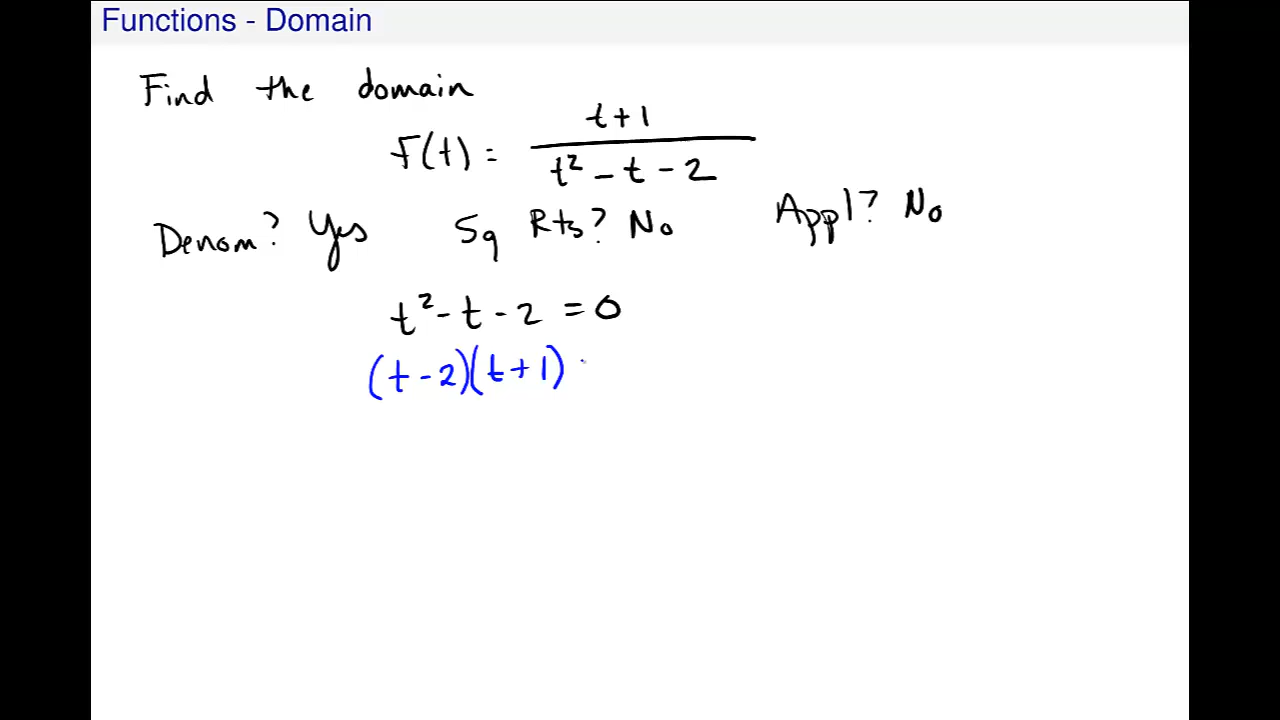 Functions - Domain
Find the domain
F(t) = t+1 / t² - t - 2
Denom? Yes Sq Rts? No Appl? No
t² - t - 2 = 0
(t - 2)(t + 1)